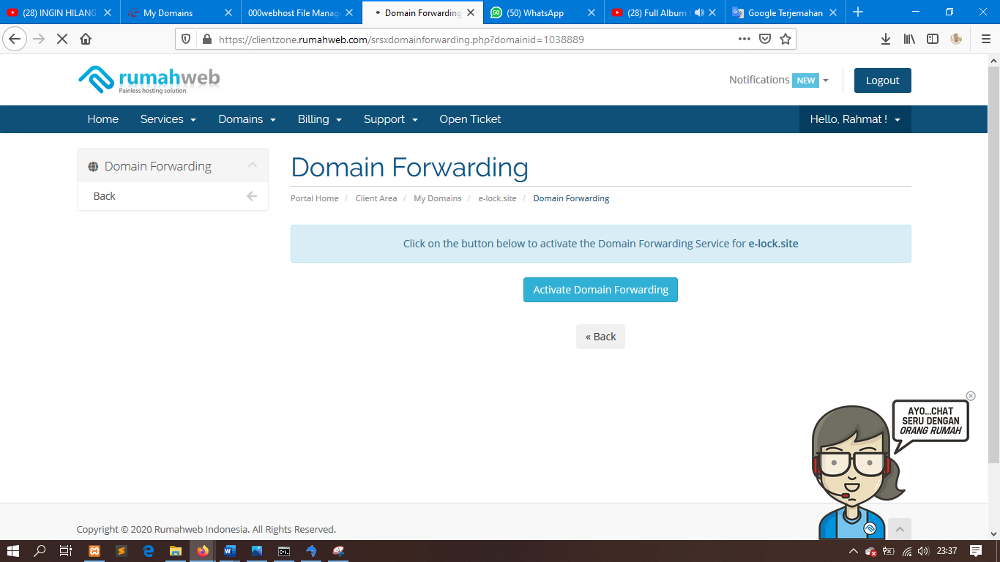 (28) INGIN HILANG
My Domains
000webhost File Manag
Domain Forwarding
(50) WhatsApp
(28) Full Album
Google Terjemahan
https://clientzone.rumahweb.com/srsxdomainforwarding.php?domainid=1038889
rumahweb
Painless hosting solution
Notifications NEW
Logout
Home Services Domains Billing Support Open Ticket
Hello, Rahmat !
Domain Forwarding
Back
Domain Forwarding
Portal Home / Client Area / My Domains / e-lock.site / Domain Forwarding
Click on the button below to activate the Domain Forwarding Service for e-lock.site
Activate Domain Forwarding
« Back
AYO...CHAT
SERU DENGAN
ORANG RUMAH
Copyright © 2020 Rumahweb Indonesia. All Rights Reserved.
23:37